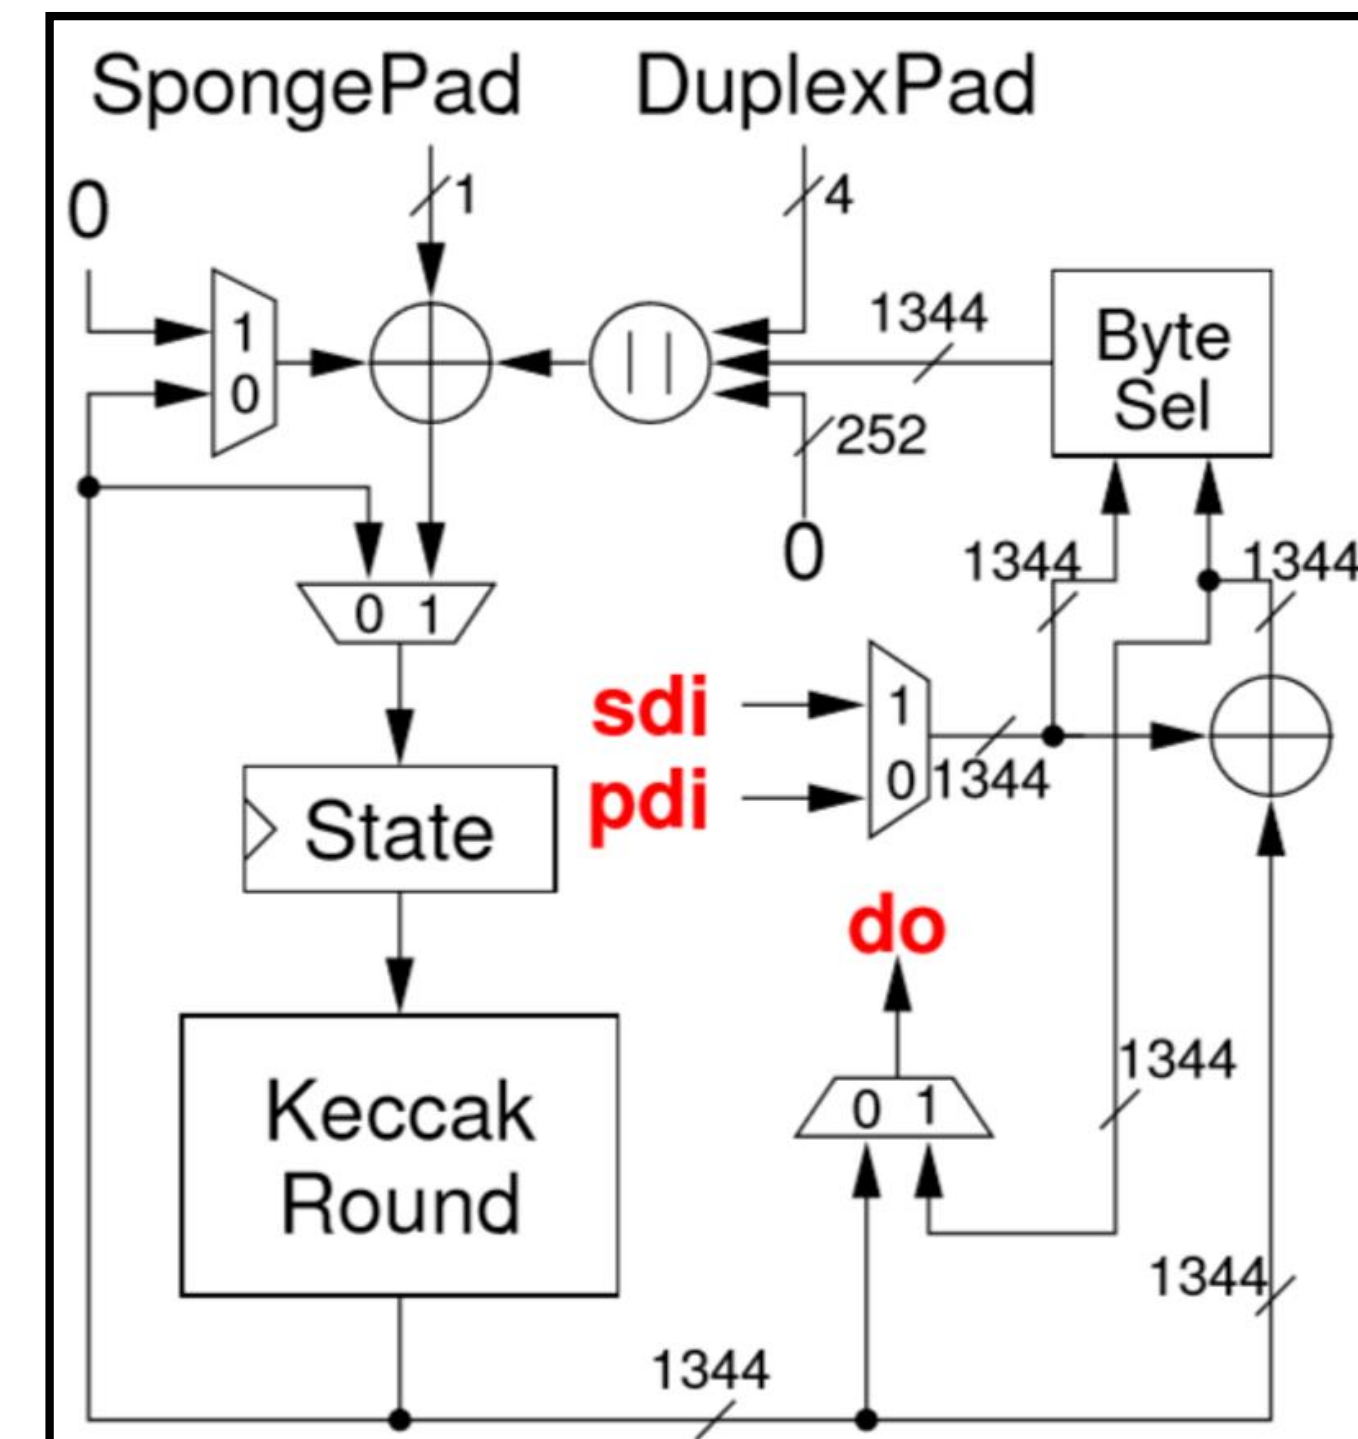 SpongePad DuplexPad
0 1 4
1344
1
0
Byte
Sel
252
0
1344 1344
0 1
sdi 1
pdi 0 1344
State
do
1344
0 1
Keccak
Round
1344
1344